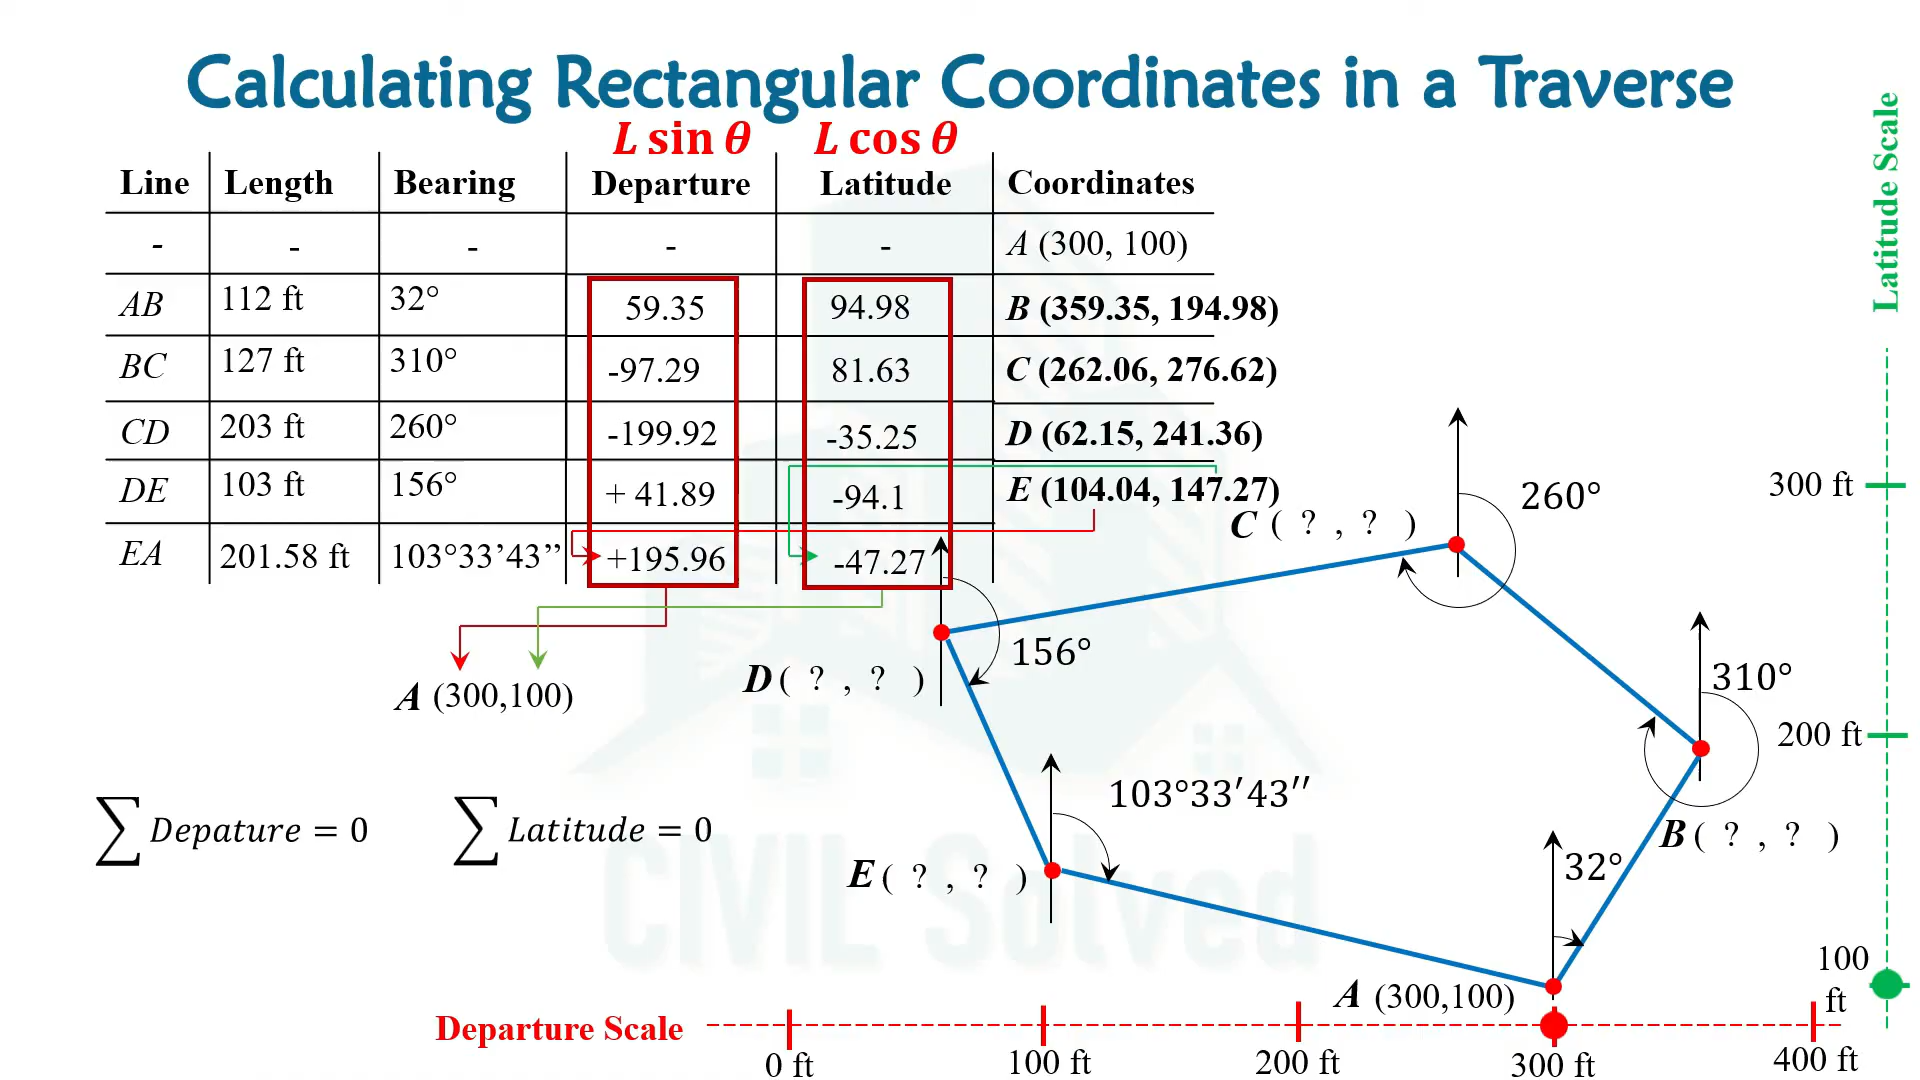 Calculating Rectangular Coordinates in a Traverse
L sin θ L cos θ
Line Length Bearing Departure Latitude Coordinates
- - - - - A (300, 100)
AB 112 ft 32° 59.35 94.98 B (359.35, 194.98)
BC 127 ft 310° -97.29 81.63 C (262.06, 276.62)
CD 203 ft 260° -199.92 -35.25 D (62.15, 241.36)
DE 103 ft 156° + 41.89 -94.1 E (104.04, 147.27)
EA 201.58 ft 103°33’43” +195.96 -47.27
A (300,100)
∑ Depature = 0 ∑ Latitude = 0
C ( ? , ? )
260°
D ( ? , ? )
156°
310°
B ( ? , ? )
103°33′43′′
E ( ? , ? )
32°
A (300,100)
CIVIL Solved
Latitude Scale
300 ft
200 ft
100
ft
Departure Scale
0 ft 100 ft 200 ft 300 ft 400 ft